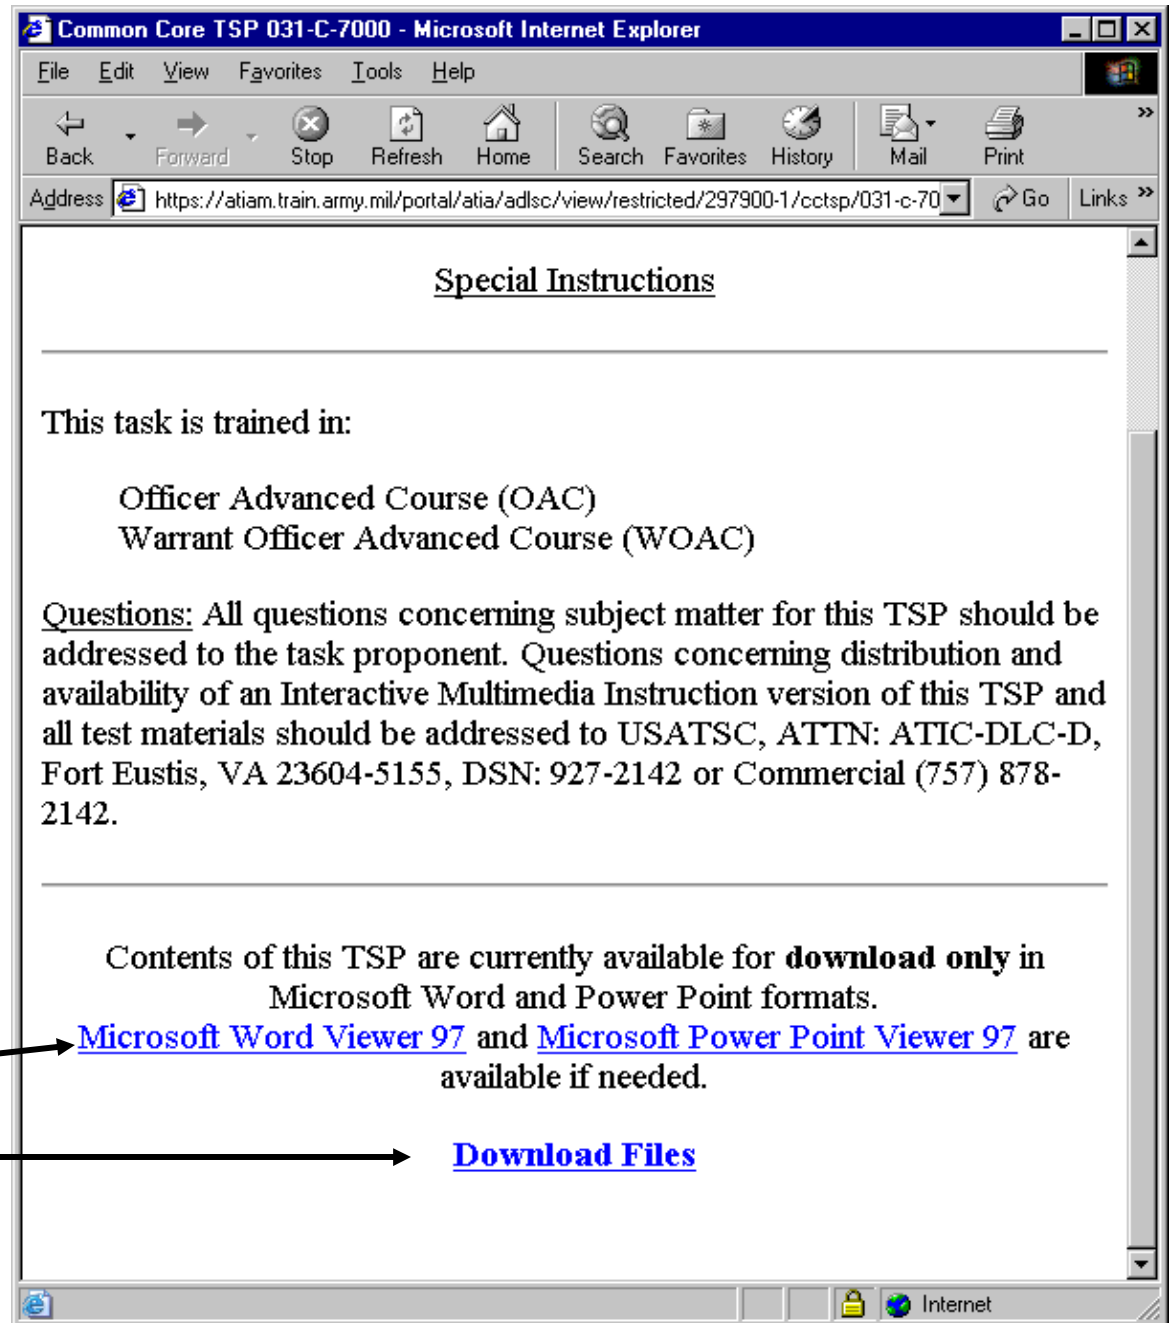 Common Core TSP 031-C-7000 - Microsoft Internet Explorer
File Edit View Favorites Tools Help
Back Forward Stop Refresh Home Search Favorites History Mail Print »
Address https://atiam.train.army.mil/portal/atia/adlsc/view/restricted/297900-1/cctsp/031-c-70 Go Links »
Special Instructions
This task is trained in:
Officer Advanced Course (OAC)
Warrant Officer Advanced Course (WOAC)
Questions: All questions concerning subject matter for this TSP should be
addressed to the task proponent. Questions concerning distribution and
availability of an Interactive Multimedia Instruction version of this TSP and
all test materials should be addressed to USATSC, ATTN: ATIC-DLC-D,
Fort Eustis, VA 23604-5155, DSN: 927-2142 or Commercial (757) 878-
2142.
Contents of this TSP are currently available for download only in
Microsoft Word and Power Point formats.
Microsoft Word Viewer 97 and Microsoft Power Point Viewer 97 are
available if needed.
Download Files
Internet